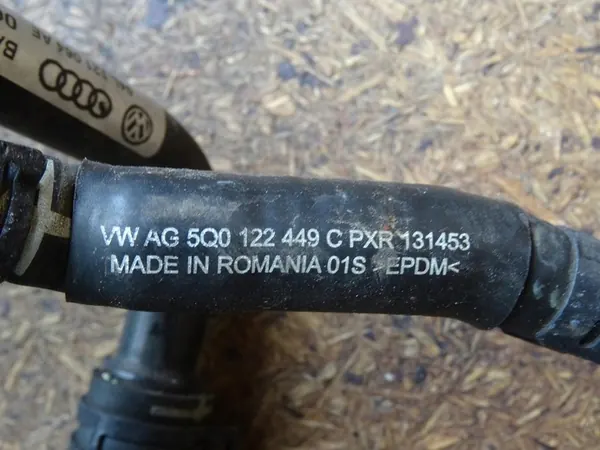 VW AG 5Q0 122 449 C PXR 131453
MADE IN ROMANIA 01S >EPDM<